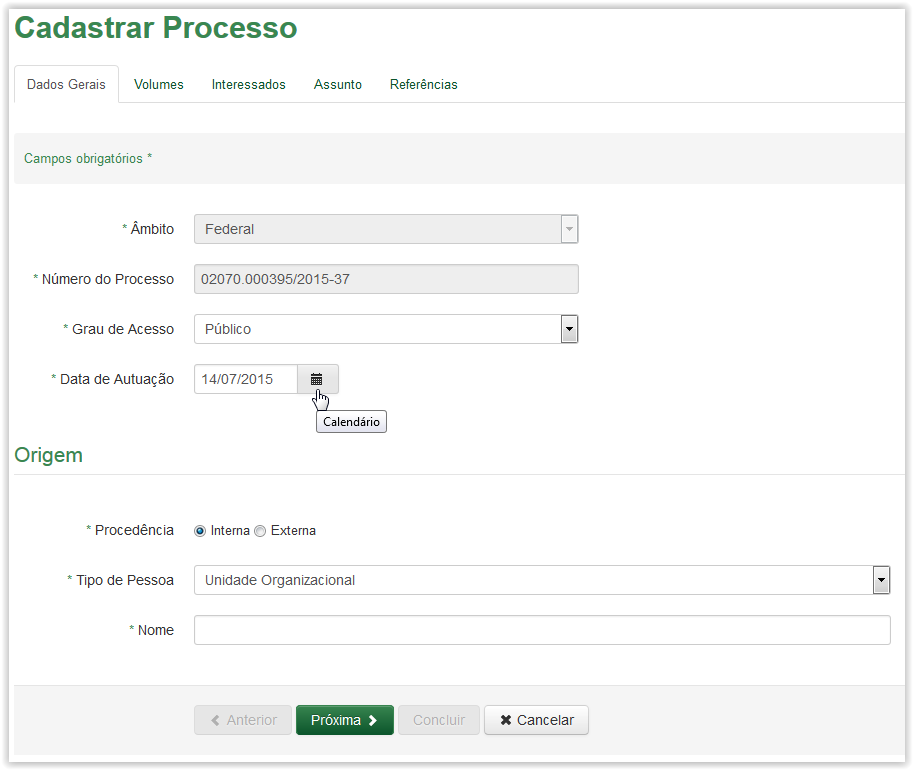 Cadastrar Processo
Dados Gerais Volumes Interessados Assunto Referências
Campos obrigatórios *
* Âmbito Federal
* Número do Processo 02070.000395/2015-37
* Grau de Acesso Público
* Data de Autuação 14/07/2015
Calendário
Origem
* Procedência Interna Externa
* Tipo de Pessoa Unidade Organizacional
* Nome
Anterior Próxima Concluir Cancelar